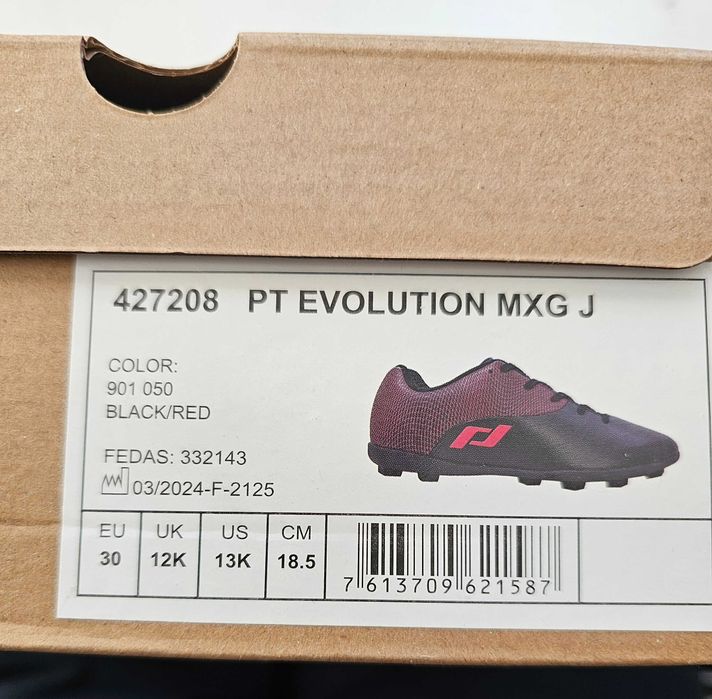 427208 PT EVOLUTION MXG J
COLOR:
901 050
BLACK/RED
FEDAS: 332143
03/2024-F-2125
EU UK US CM
30 12K 13K 18.5
7 613709 621587